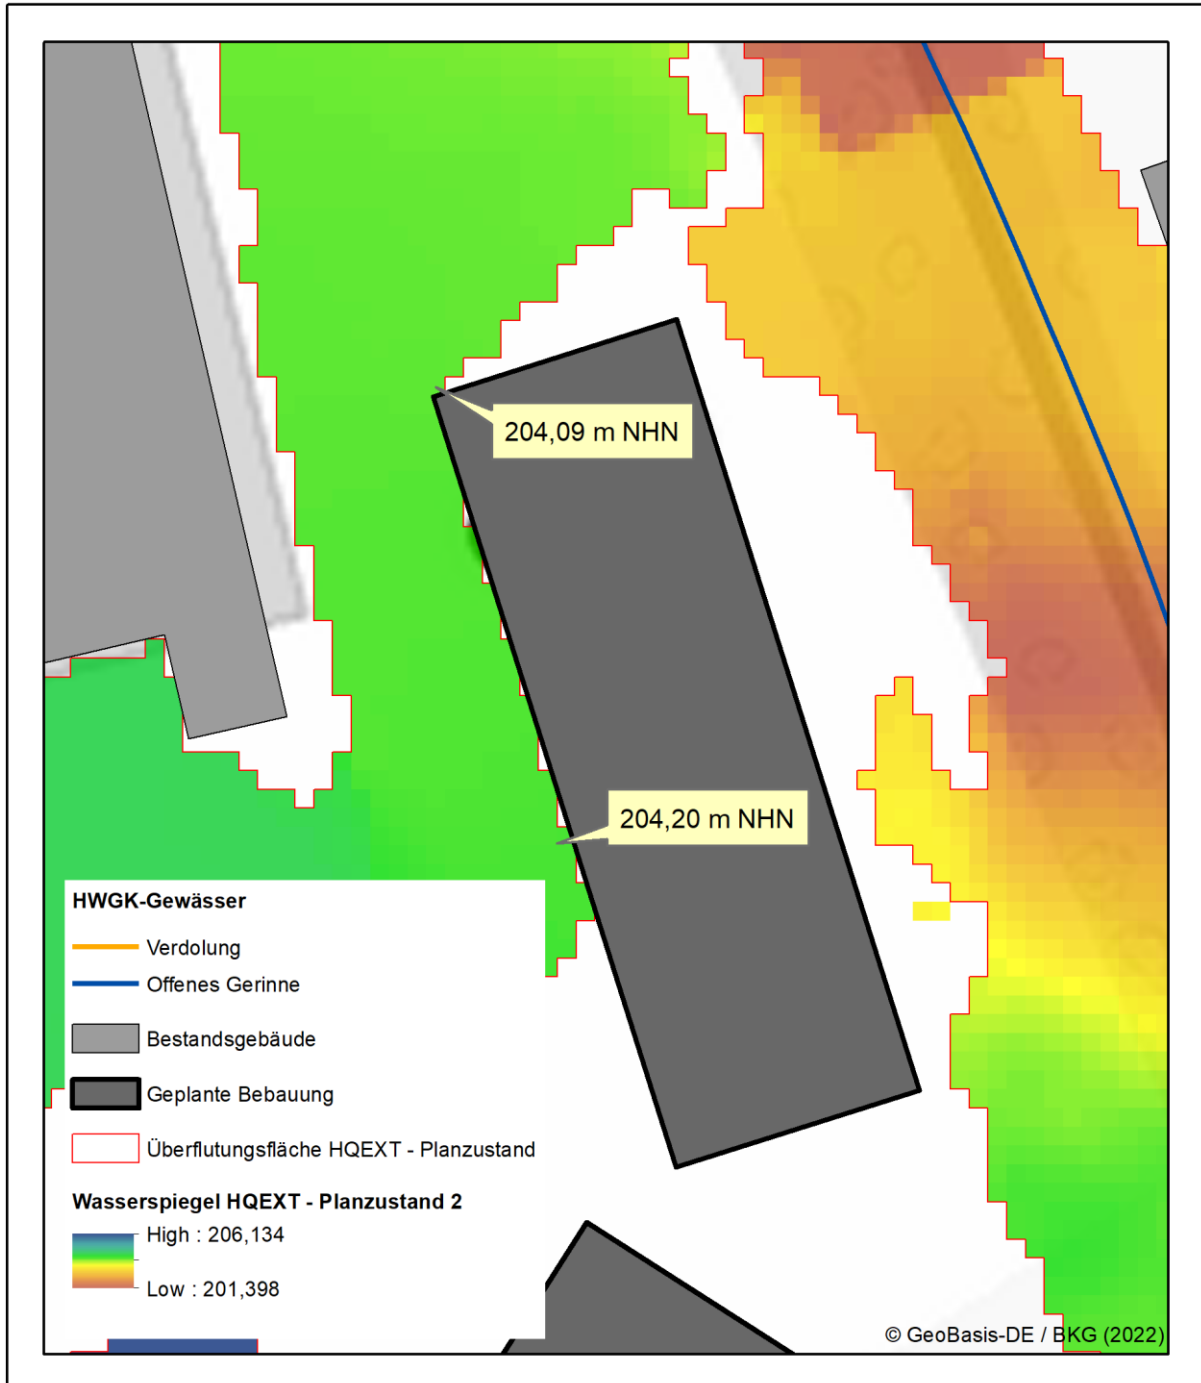 204,09 m NHN
204,20 m NHN
HWGK-Gewässer
Verdolung
Offenes Gerinne
Bestandsgebäude
Geplante Bebauung
Überflutungsfläche HQEXT - Planzustand
Wasserspiegel HQEXT - Planzustand 2
High : 206,134
Low : 201,398
© GeoBasis-DE / BKG (2022)